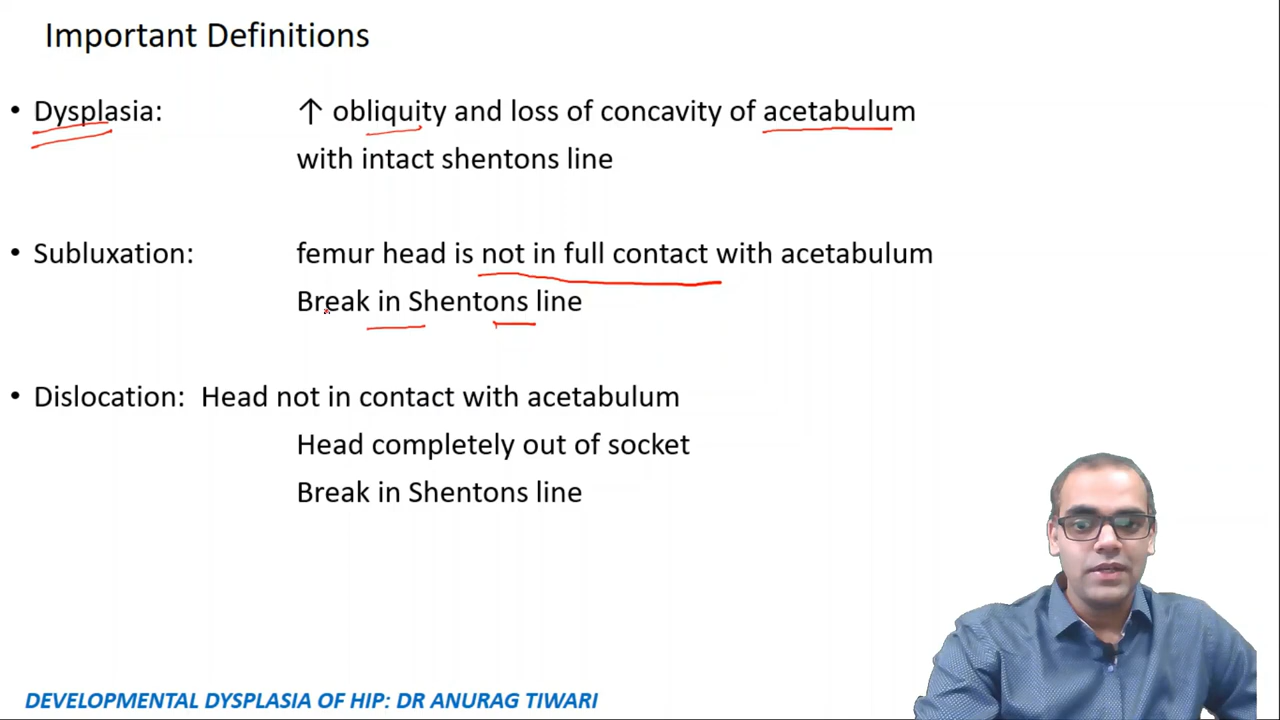 Important Definitions
• Dysplasia: ↑ obliquity and loss of concavity of acetabulum
with intact shentons line
• Subluxation: femur head is not in full contact with acetabulum
Break in Shentons line
• Dislocation: Head not in contact with acetabulum
Head completely out of socket
Break in Shentons line
DEVELOPMENTAL DYSPLASIA OF HIP: DR ANURAG TIWARI